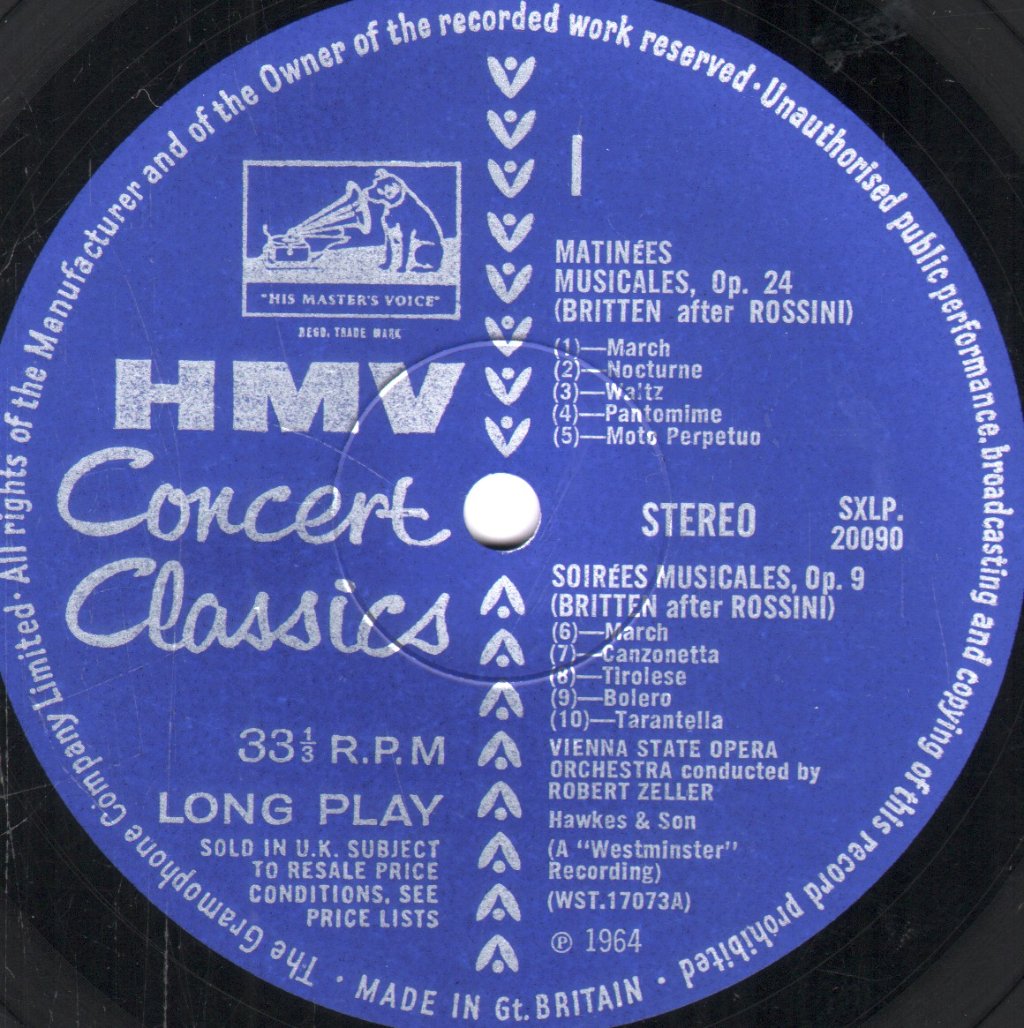 The Gramophone Company Limited · All rights of the Manufacturer and of the Owner of the recorded work reserved · Unauthorised public performance, broadcasting and copying of this record prohibited ·
MADE IN Gt. BRITAIN ·
"HIS MASTER'S VOICE"
REGD. TRADE MARK
HMV
Concert
Classics
33⅓ R.P.M
LONG PLAY
SOLD IN U.K. SUBJECT
TO RESALE PRICE
CONDITIONS, SEE
PRICE LISTS
I
MATINÉES
MUSICALES, Op. 24
(BRITTEN after ROSSINI)
(1)—March
(2)—Nocturne
(3)—Waltz
(4)—Pantomime
(5)—Moto Perpetuo
STEREO
SXLP.
20090
SOIRÉES MUSICALES, Op. 9
(BRITTEN after ROSSINI)
(6)—March
(7)—Canzonetta
(8)—Tirolese
(9)—Bolero
(10)—Tarantella
VIENNA STATE OPERA
ORCHESTRA conducted by
ROBERT ZELLER
Hawkes & Son
(A "Westminster"
Recording)
(WST.17073A)
℗ 1964